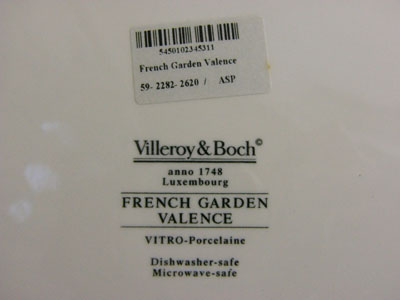 5450102345311
French Garden Valence
59- 2282- 2620 / ASP
Villeroy & Boch©
anno 1748
Luxembourg
FRENCH GARDEN
VALENCE
VITRO-Porcelaine
Dishwasher-safe
Microwave-safe